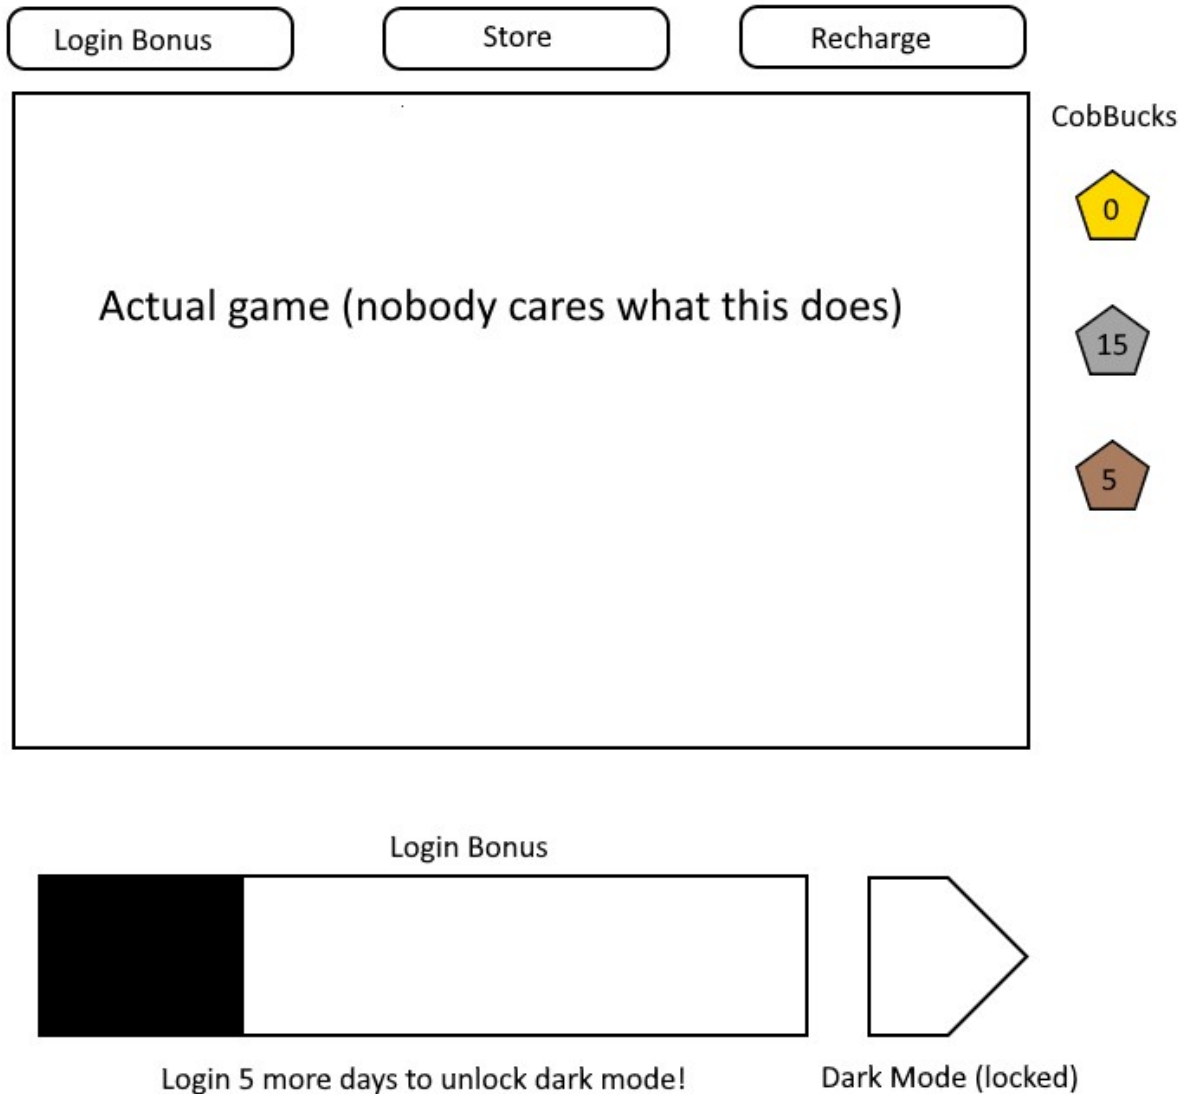 Login Bonus
Store
Recharge
CobBucks
0
Actual game (nobody cares what this does)
15
5
Login Bonus
Login 5 more days to unlock dark mode!
Dark Mode (locked)